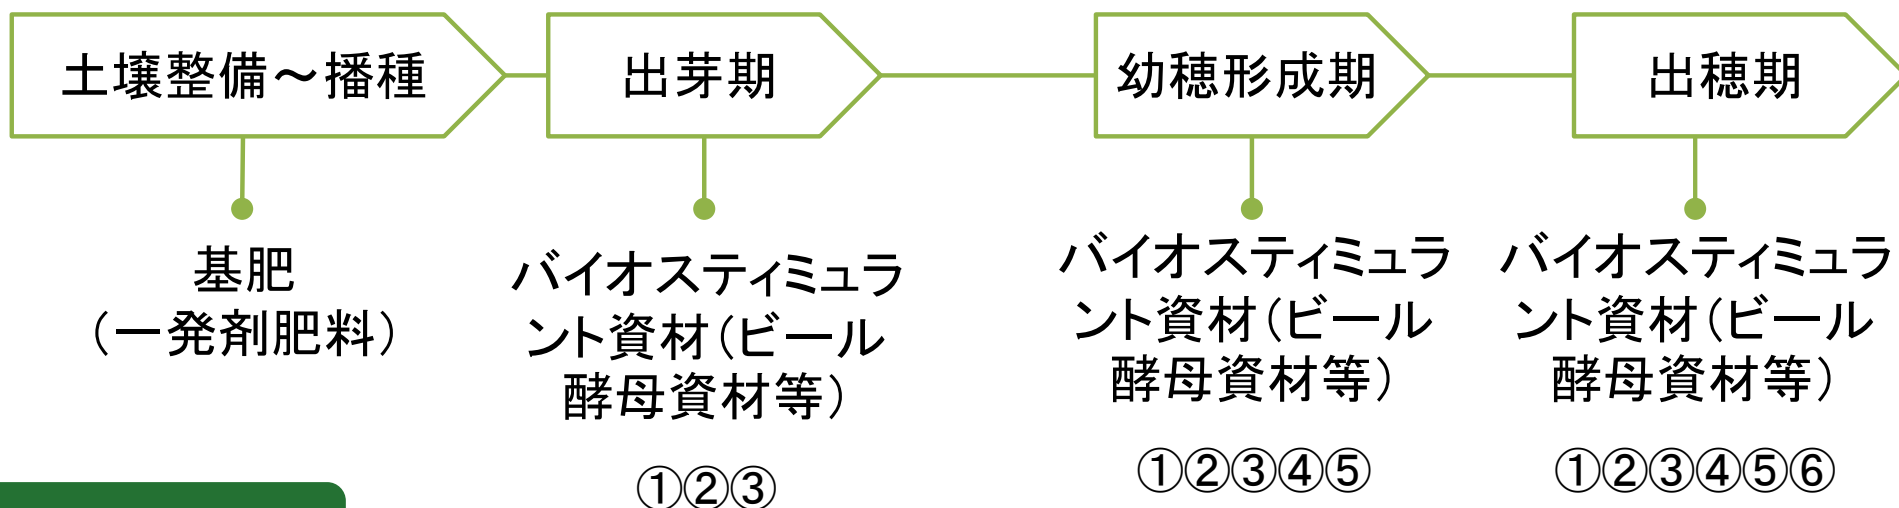 土壌整備～播種
出芽期
幼穂形成期
出穂期
基肥
（一発剤肥料）
バイオスティミュラ
ント資材（ビール
酵母資材等）
①②③
バイオスティミュラ
ント資材（ビール
酵母資材等）
①②③④⑤
バイオスティミュラ
ント資材（ビール
酵母資材等）
①②③④⑤⑥